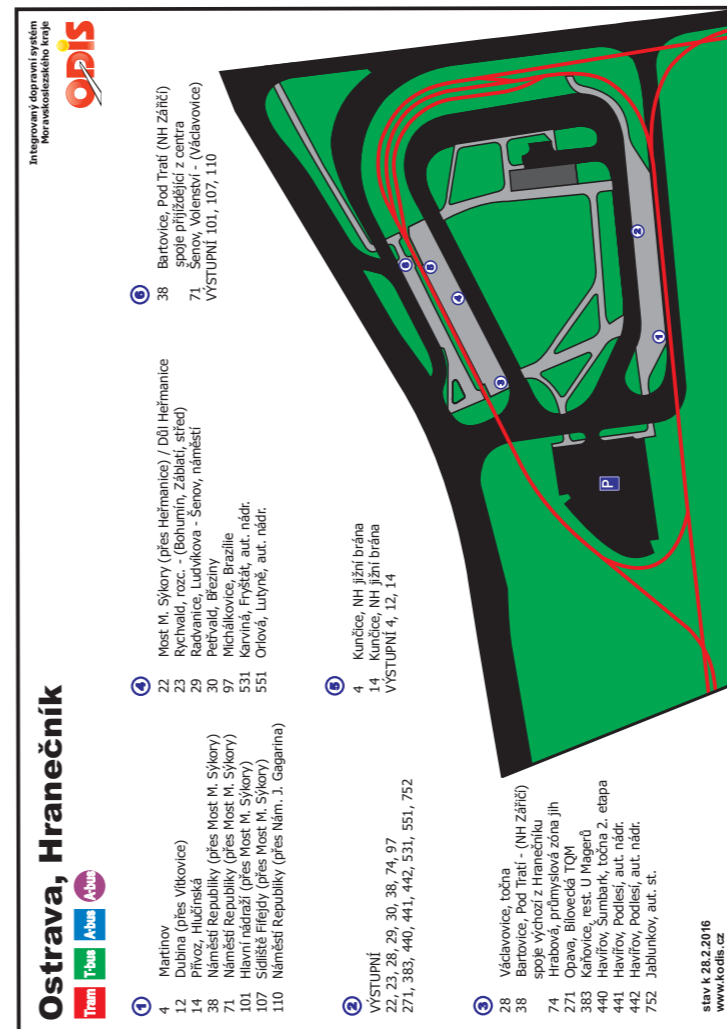 Integrovaný dopravní systém
Moravskoslezského kraje
ODIS
Ostrava, Hranečník
Tram T-bus A-bus A-bus
1
4 Martinov
12 Dubina (přes Vítkovice)
14 Přívoz, Hlučínská
38 Náměstí Republiky (přes Most M. Sýkory)
71 Náměstí Republiky (přes Most M. Sýkory)
101 Hlavní nádraží (přes Most M. Sýkory)
107 Sídliště Fifejdy (přes Most M. Sýkory)
110 Náměstí Republiky (přes Nám. J. Gagarina)
2
VÝSTUPNÍ
22, 23, 28, 29, 30, 38, 74, 97
271, 383, 440, 441, 442, 531, 551, 752
3
28 Václavovice, točna
38 Bartovice, Pod Tratí - (NH Zářičí)
spoje výchozí z Hranečníku
74 Hrabová, průmyslová zóna jih
271 Opava, Bílovecká TQM
383 Kaňovice, rest. U Magerů
440 Havířov, Šumbark, točna 2. etapa
441 Havířov, Podlesí, aut. nádr.
442 Havířov, Podlesí, aut. nádr.
752 Jablunkov, aut. st.
4
22 Most M. Sýkory (přes Heřmanice) / Důl Heřmanice
23 Rychvald, rozc. - (Bohumín, Záblatí, střed)
29 Radvanice, Ludvíkova - Šenov, náměstí
30 Petřvald, Březiny
97 Michálkovice, Brazílie
531 Karviná, Fryštát, aut. nádr.
551 Orlová, Lutyně, aut. nádr.
5
4 Kunčice, NH jižní brána
14 Kunčice, NH jižní brána
VÝSTUPNÍ 4, 12, 14
6
38 Bartovice, Pod Tratí (NH Zářičí)
spoje přijíždějící z centra
71 Šenov, Volenství - (Václavovice)
VÝSTUPNÍ 101, 107, 110
6
5
4
3
2
1
P
stav k 28.2.2016
www.kodis.cz